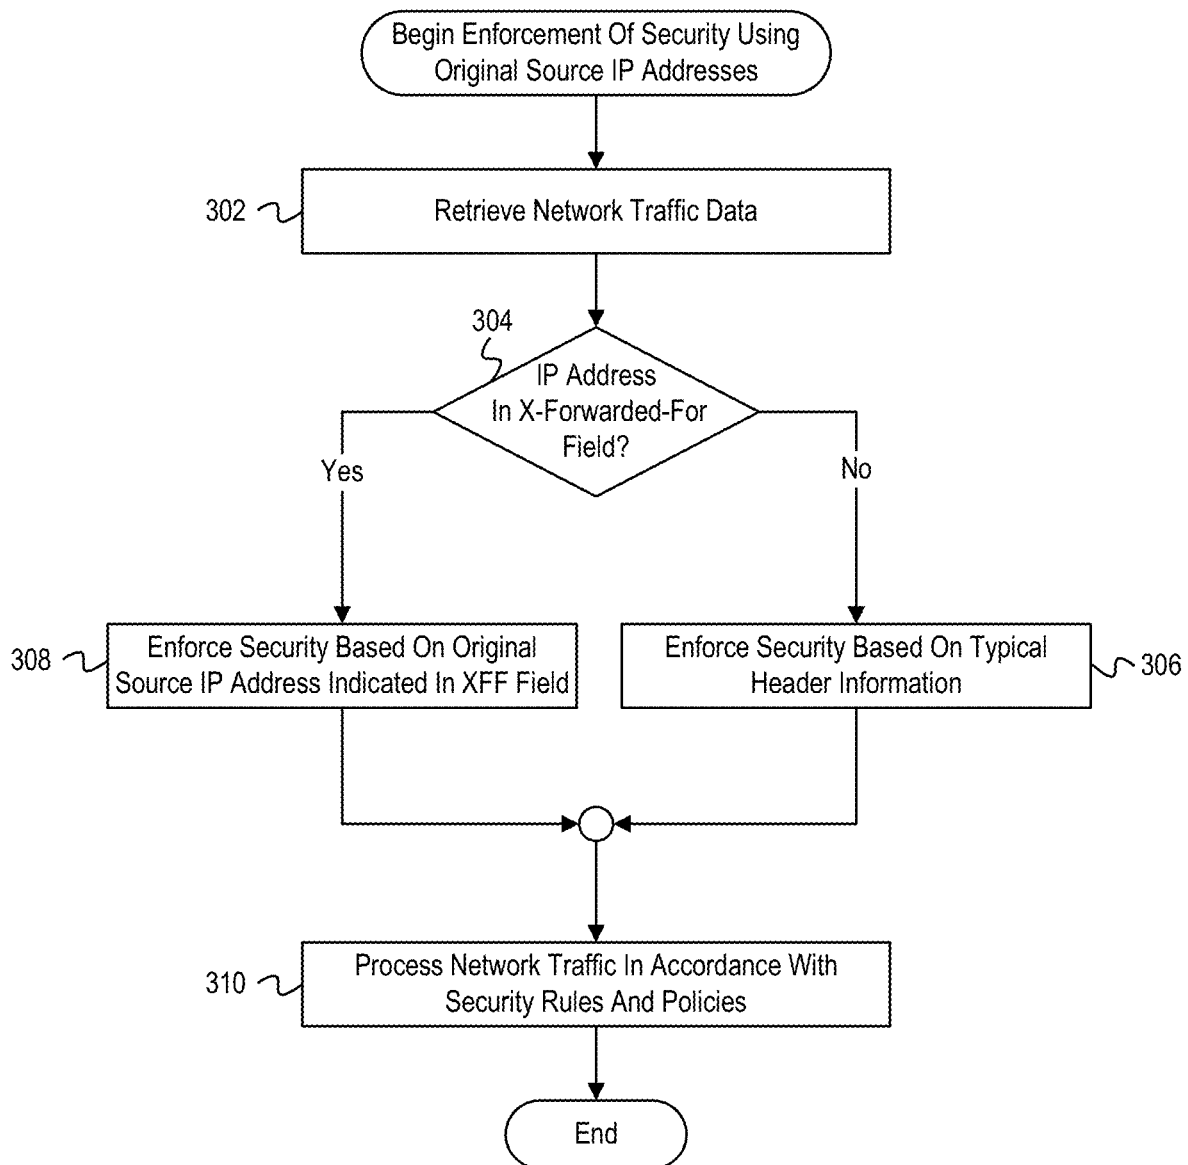 Begin Enforcement Of Security Using
Original Source IP Addresses
302
Retrieve Network Traffic Data
304
IP Address
In X-Forwarded-For
Field?
Yes
No
308
Enforce Security Based On Original
Source IP Address Indicated In XFF Field
Enforce Security Based On Typical
Header Information
306
310
Process Network Traffic In Accordance With
Security Rules And Policies
End